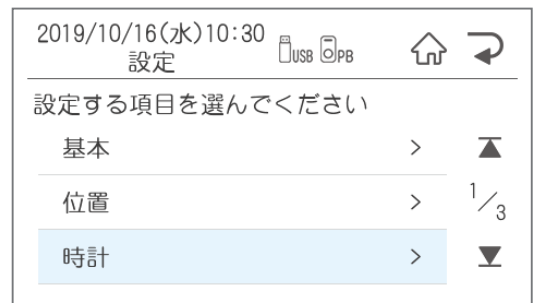 2019/10/16(水)10:30 USB PB
設定
設定する項目を選んでください
基本 >
位置 >
1/3
時計 >